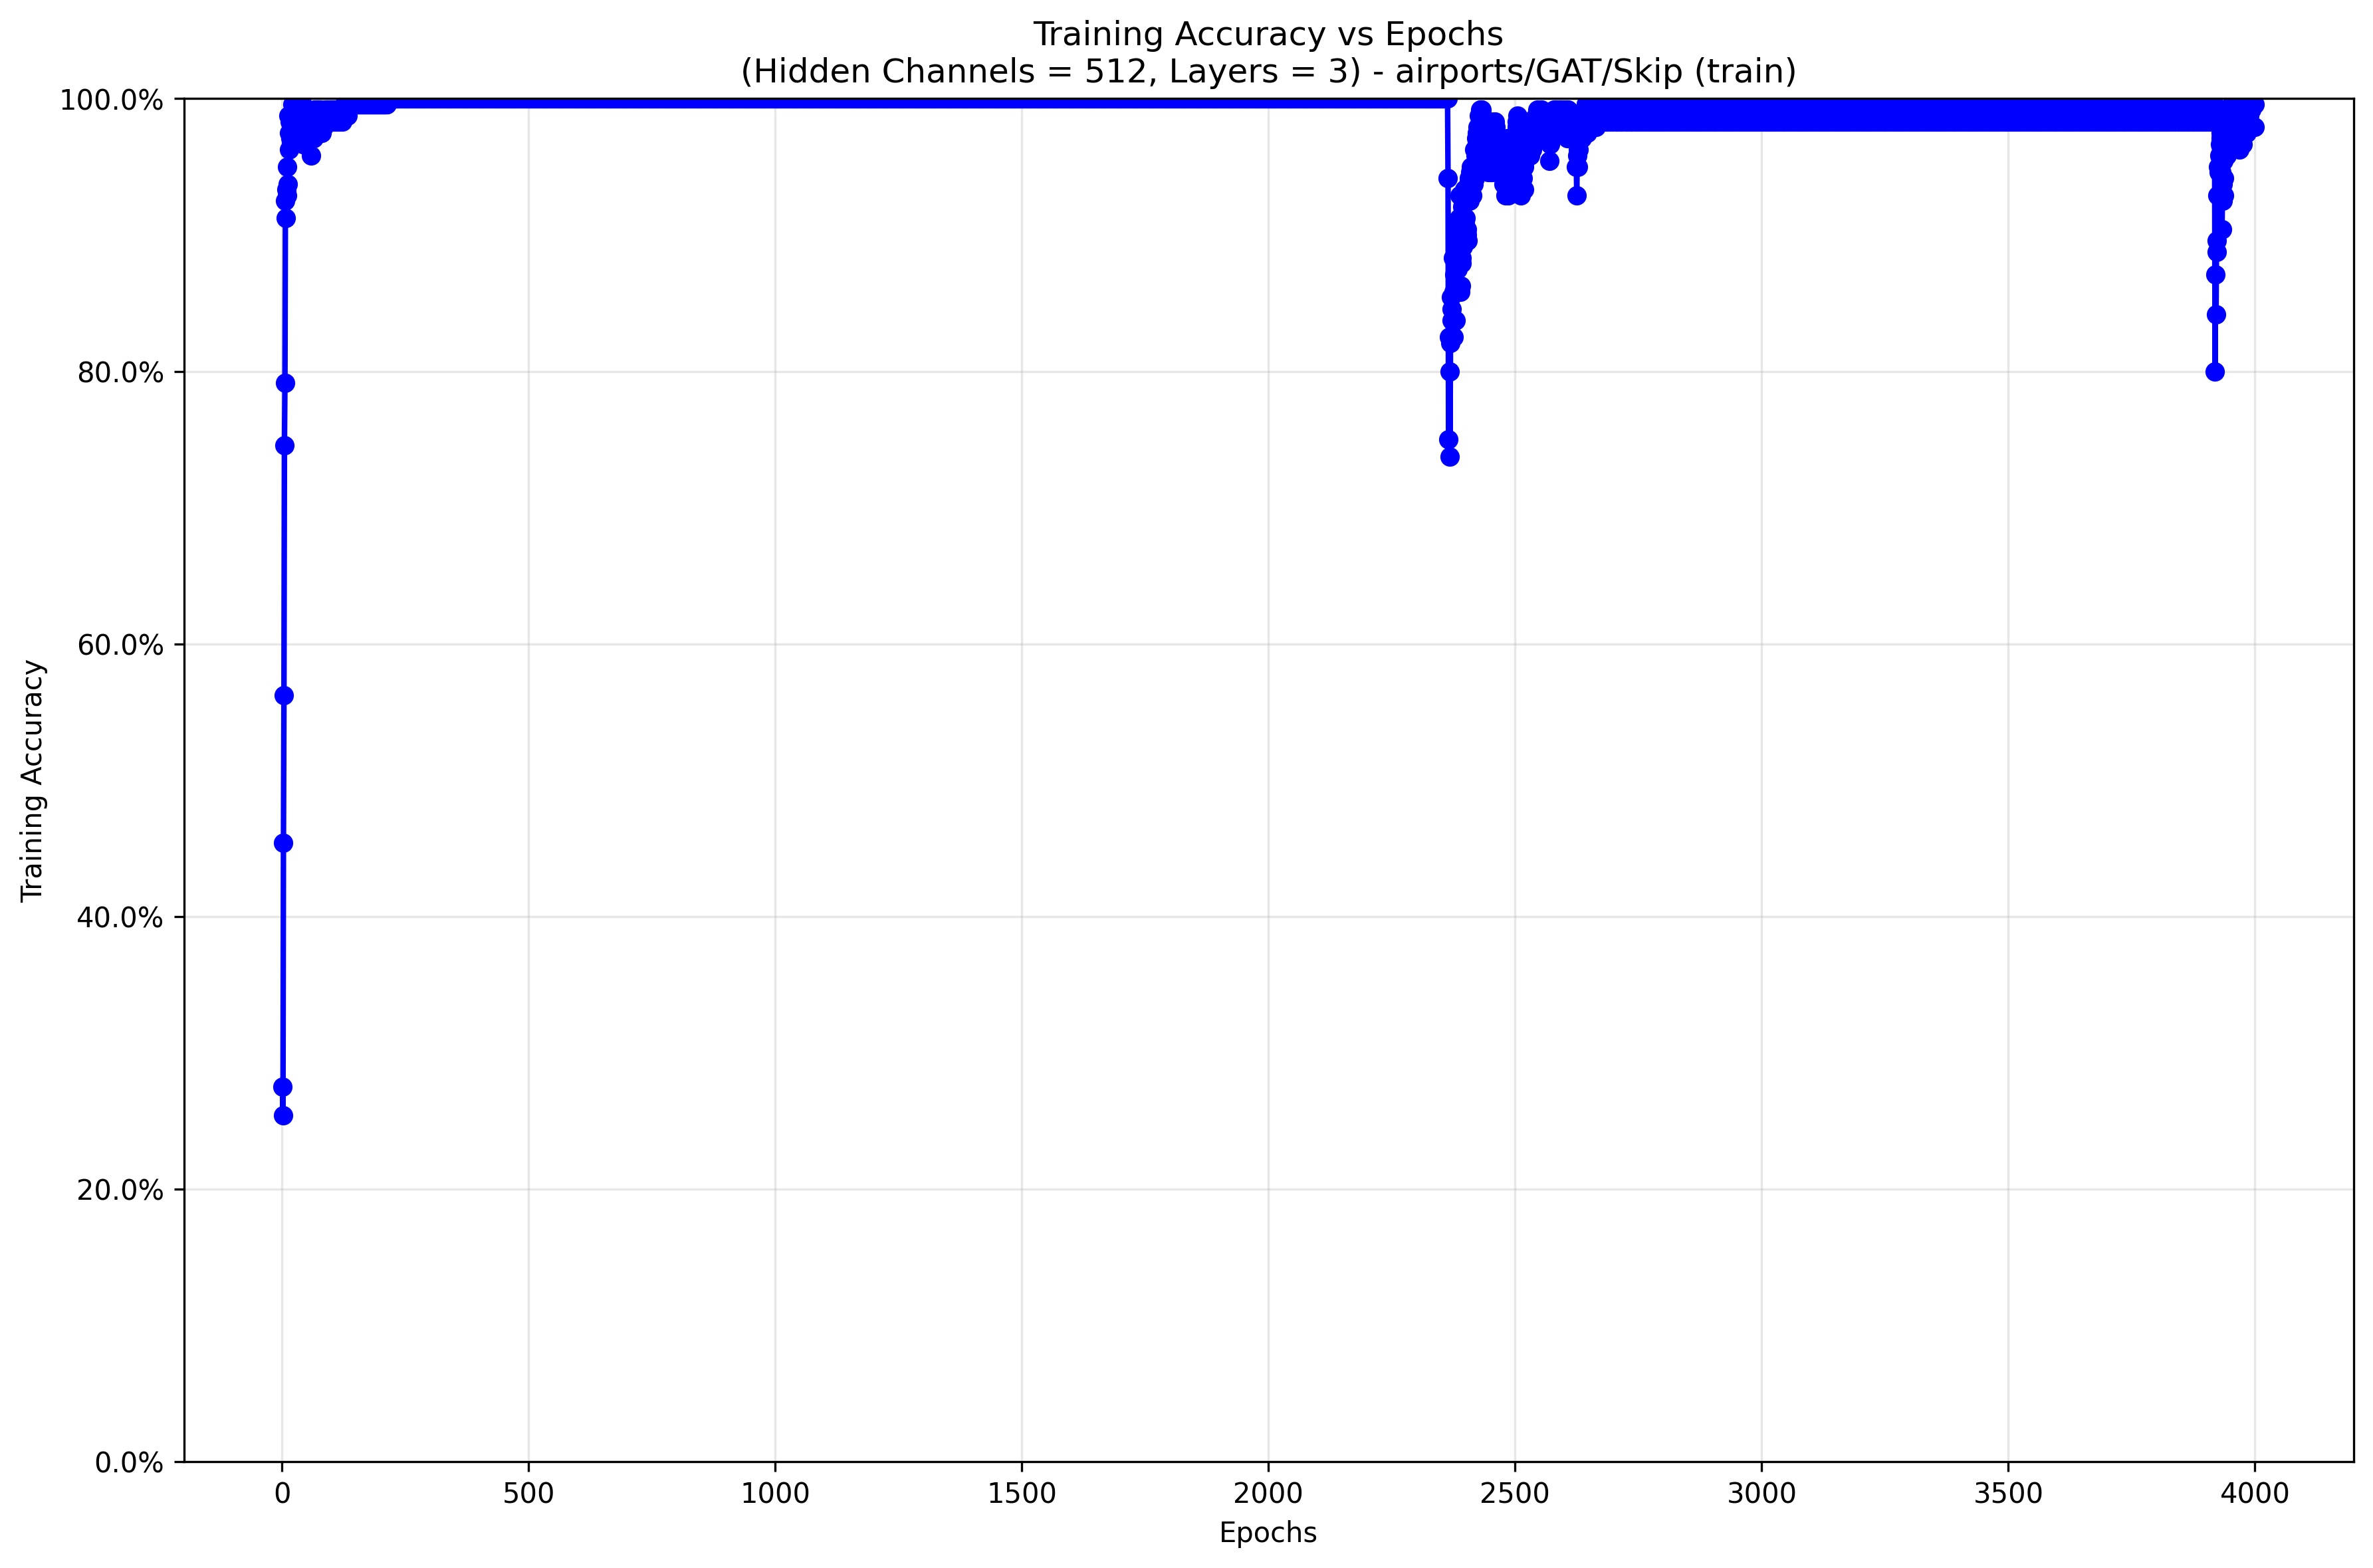 Training Accuracy vs Epochs
(Hidden Channels = 512, Layers = 3) - airports/GAT/Skip (train)
100.0%
80.0%
60.0%
40.0%
20.0%
0.0%
Training Accuracy
0 500 1000 1500 2000 2500 3000 3500 4000
Epochs